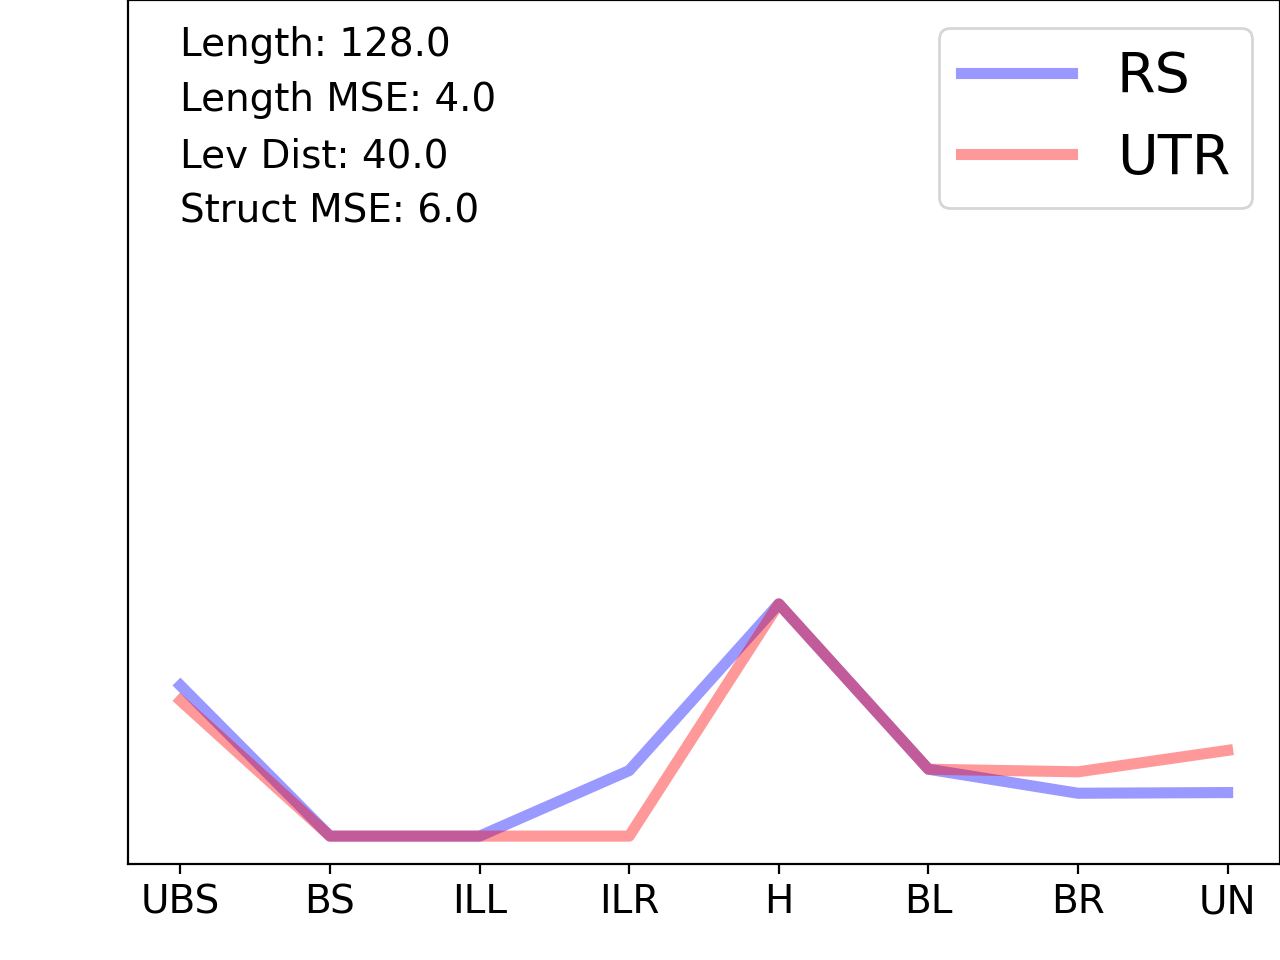 Length: 128.0
Length MSE: 4.0
Lev Dist: 40.0
Struct MSE: 6.0
RS
UTR
UBS BS ILL ILR H BL BR UN